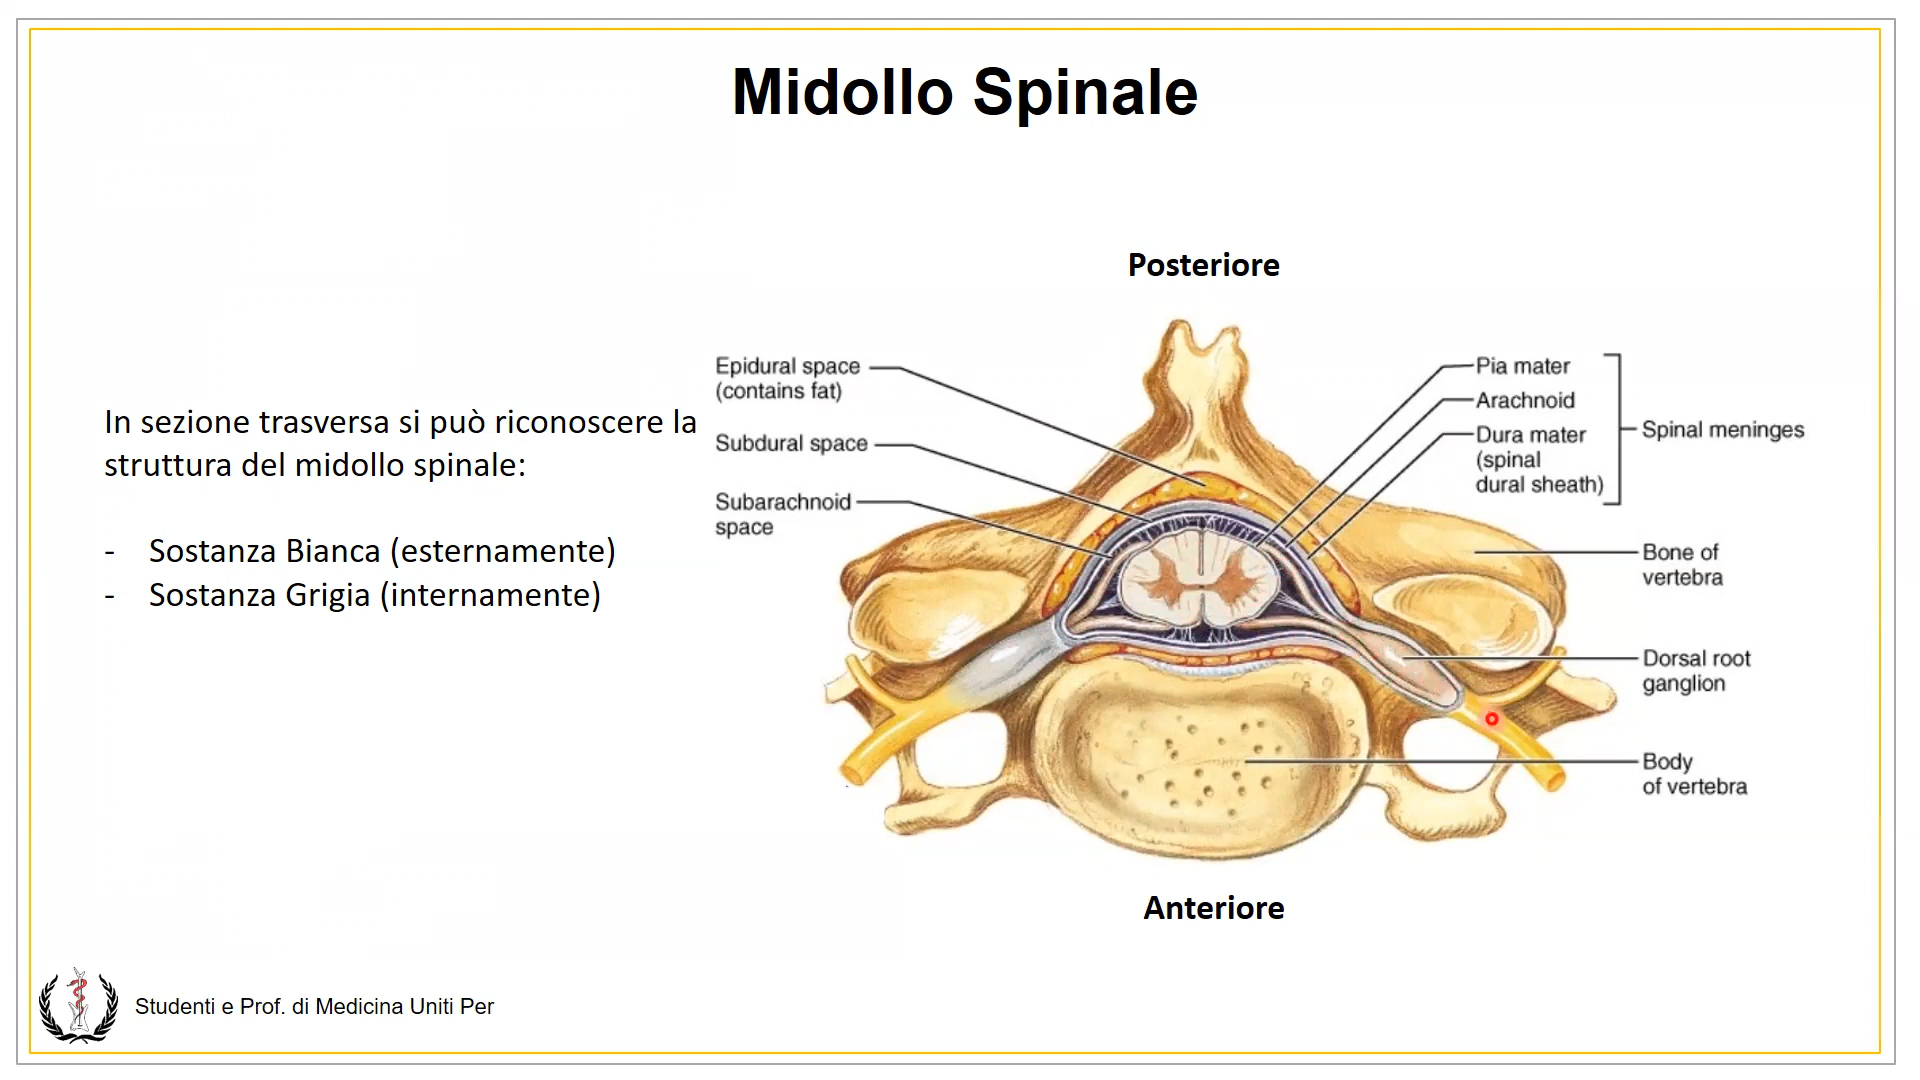 Midollo Spinale
In sezione trasversa si può riconoscere la
struttura del midollo spinale:
- Sostanza Bianca (esternamente)
- Sostanza Grigia (internamente)
Posteriore
Epidural space
(contains fat)
Subdural space
Subarachnoid
space
Pia mater
Arachnoid
Dura mater
(spinal
dural sheath)
Spinal meninges
Bone of
vertebra
Dorsal root
ganglion
Body
of vertebra
Anteriore
Studenti e Prof. di Medicina Uniti Per